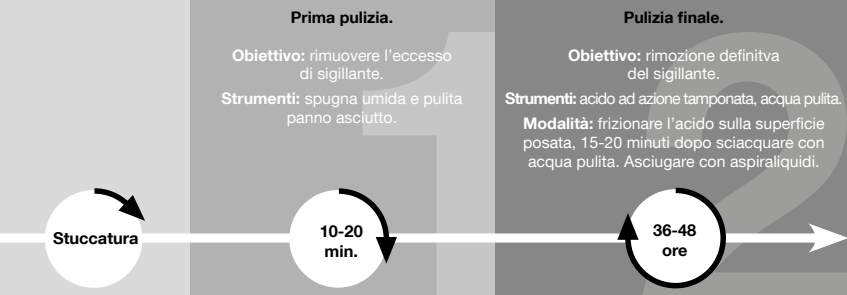 Prima pulizia.
Obiettivo: rimuovere l'eccesso
di sigillante.
Strumenti: spugna umida e pulita
panno asciutto.
Pulizia finale.
Obiettivo: rimozione definitva
del sigillante.
Strumenti: acido ad azione tamponata, acqua pulita.
Modalità: frizionare l'acido sulla superficie
posata, 15-20 minuti dopo sciacquare con
acqua pulita. Asciugare con aspiraliquidi.
1
2
Stuccatura
10-20
min.
36-48
ore